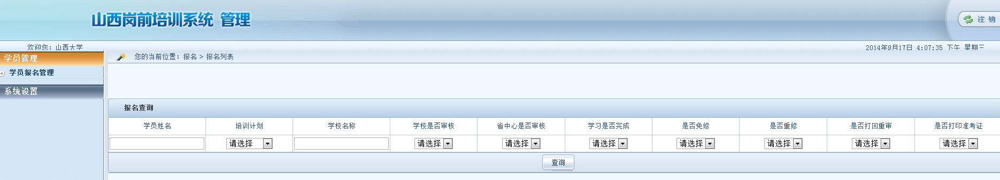 山西岗前培训系统 管理
注 销
欢迎您：山西大学
2014年9月17日 4:07:35 下午 星期三
学员管理
您的当前位置：报名 > 报名列表
学员报名管理
系统设置
报名查询
学员姓名 培训计划 学校名称 学校是否审核 省中心是否审核 学习是否完成 是否免修 是否重修 是否打回重审 是否打印准考证
请选择 请选择 请选择 请选择 请选择 请选择 请选择 请选择
查询